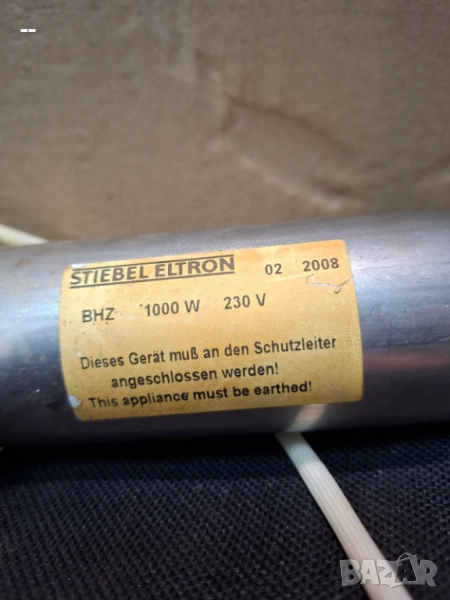 --
STIEBEL ELTRON 02 2008
BHZ 1000 W 230 V
Dieses Gerät muß an den Schutzleiter
angeschlossen werden!
This appliance must be earthed!
BAZAR